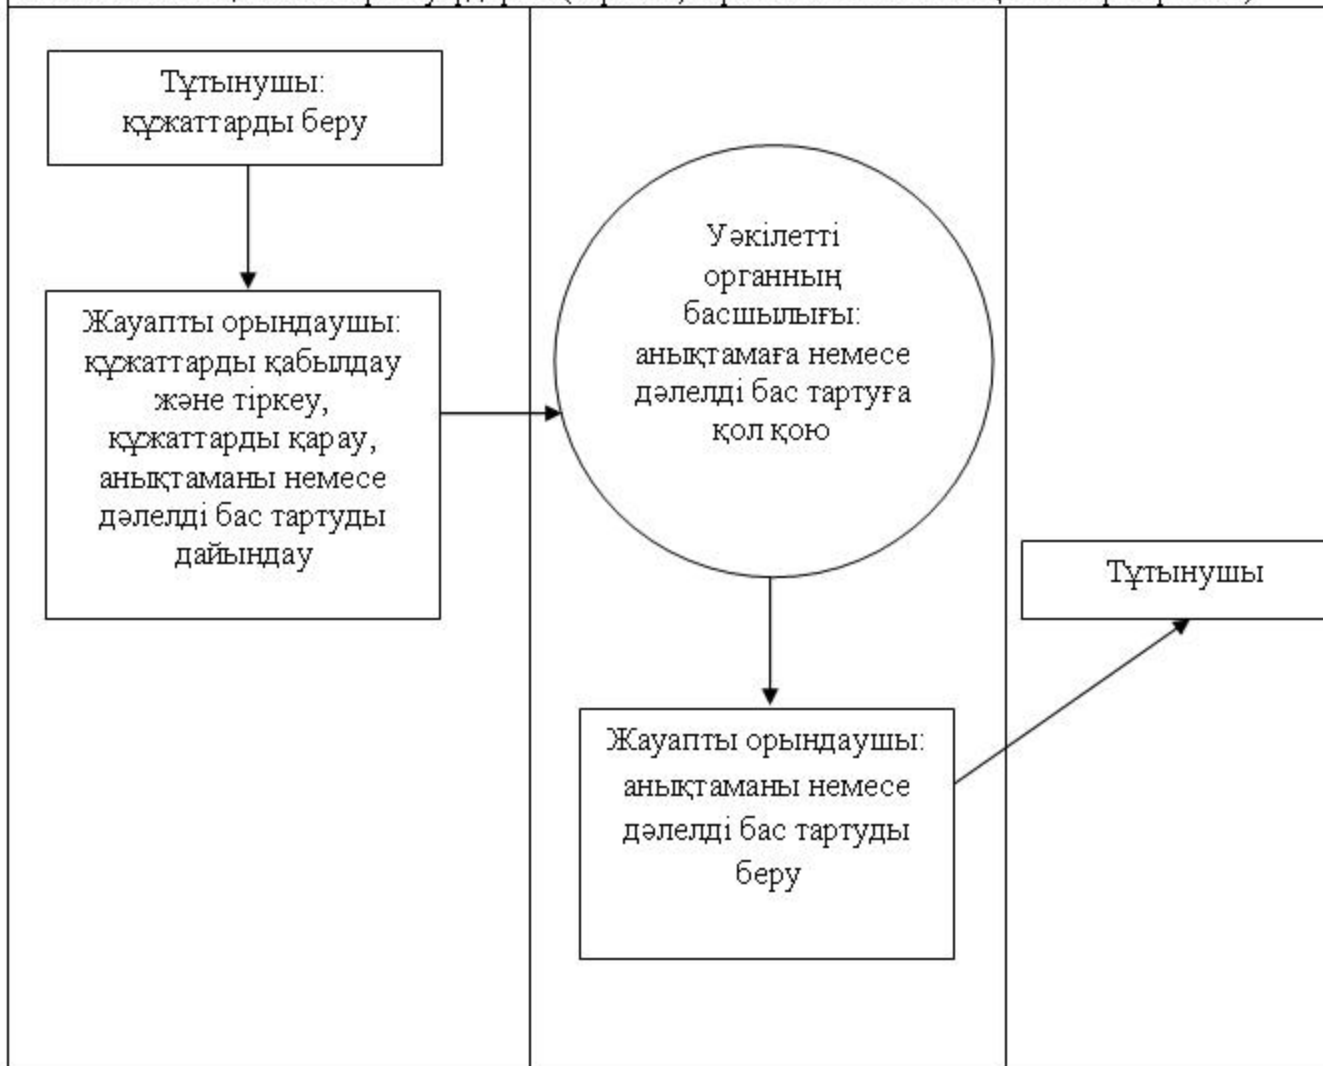 Тұтынушы:
құжаттарды беру
Жауапты орындаушы:
құжаттарды қабылдау
және тіркеу,
құжаттарды қарау,
анықтаманы немесе
дәлелді бас тартуды
дайындау
Уәкілетті
органның
басшылығы:
анықтамаға немесе
дәлелді бас тартуға
қол қою
Жауапты орындаушы:
анықтаманы немесе
дәлелді бас тартуды
беру
Тұтынушы